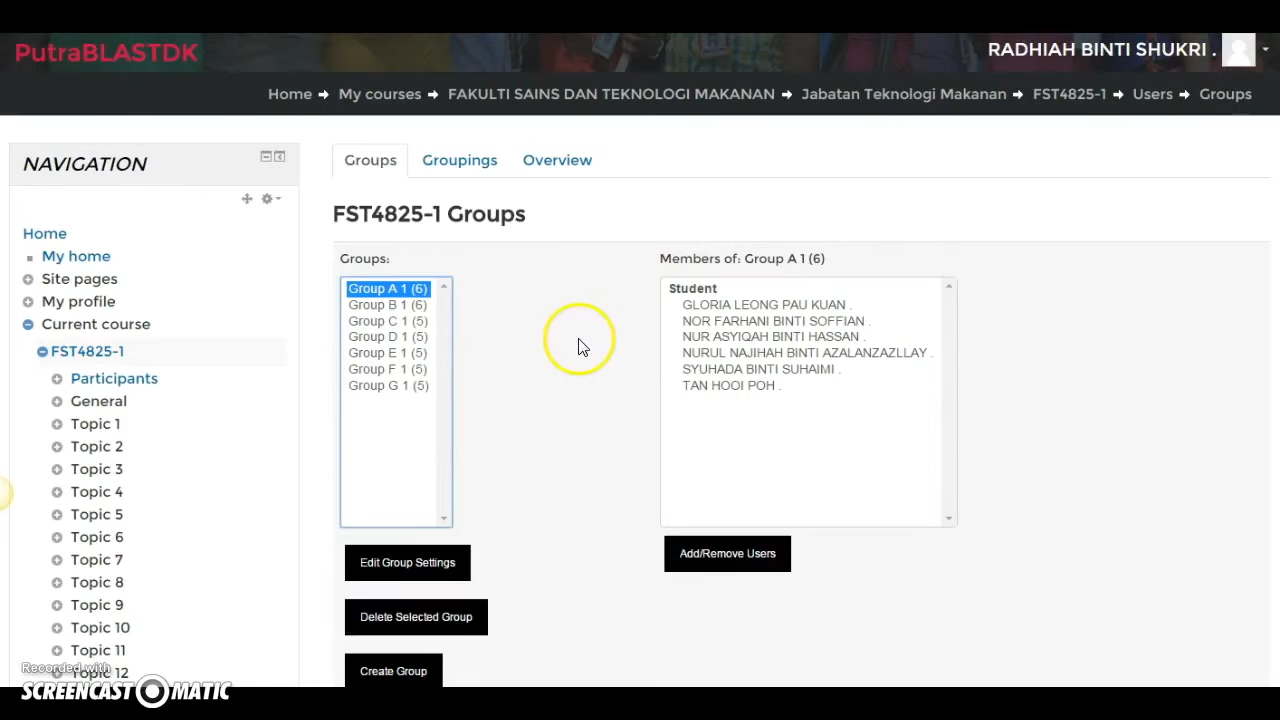 PutraBLASTDK
RADHIAH BINTI SHUKRI .
Home → My courses → FAKULTI SAINS DAN TEKNOLOGI MAKANAN → Jabatan Teknologi Makanan → FST4825-1 → Users → Groups
NAVIGATION
Home
My home
Site pages
My profile
Current course
FST4825-1
Participants
General
Topic 1
Topic 2
Topic 3
Topic 4
Topic 5
Topic 6
Topic 7
Topic 8
Topic 9
Topic 10
Topic 11
Topic 12
Groups
Groupings
Overview
FST4825-1 Groups
Groups:
Group A 1 (6)
Group B 1 (6)
Group C 1 (5)
Group D 1 (5)
Group E 1 (5)
Group F 1 (5)
Group G 1 (5)
Edit Group Settings
Delete Selected Group
Create Group
Members of: Group A 1 (6)
Student
GLORIA LEONG PAU KUAN .
NOR FARHANI BINTI SOFFIAN .
NUR ASYIQAH BINTI HASSAN .
NURUL NAJIHAH BINTI AZALANZAZLLAY .
SYUHADA BINTI SUHAIMI .
TAN HOOI POH .
Add/Remove Users
Recorded with
SCREENCAST-O-MATIC